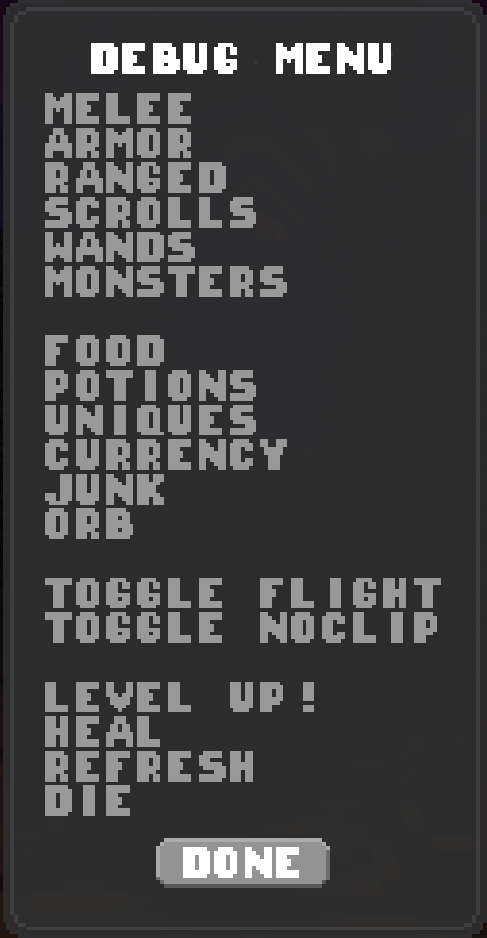 DEBUG MENU
MELEE
ARMOR
RANGED
SCROLLS
WANDS
MONSTERS
FOOD
POTIONS
UNIQUES
CURRENCY
JUNK
ORB
TOGGLE FLIGHT
TOGGLE NOCLIP
LEVEL UP!
HEAL
REFRESH
DIE
DONE